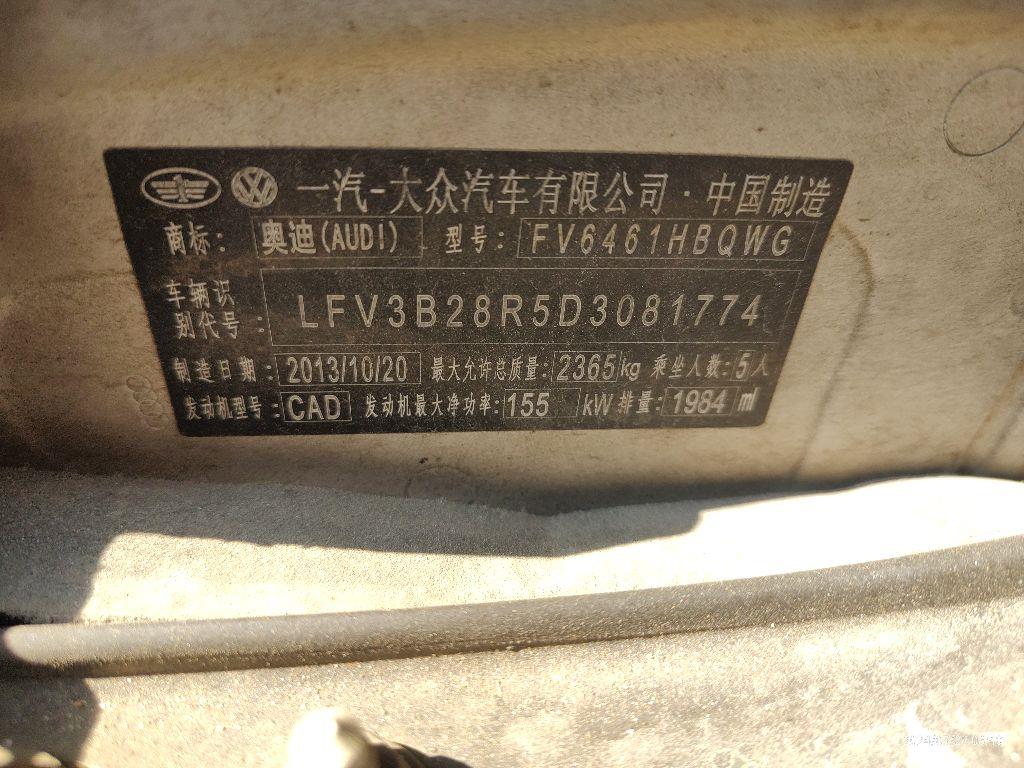 一汽-大众汽车有限公司·中国制造
商标: 奥迪(AUDI) 型号: FV6461HBQWG
车辆识别代号: LFV3B28R5D3081774
制造日期: 2013/10/20 最大允许总质量: 2365kg 乘坐人数: 5人
发动机型号: CAD 发动机最大净功率: 155 kW 排量: 1984 ml